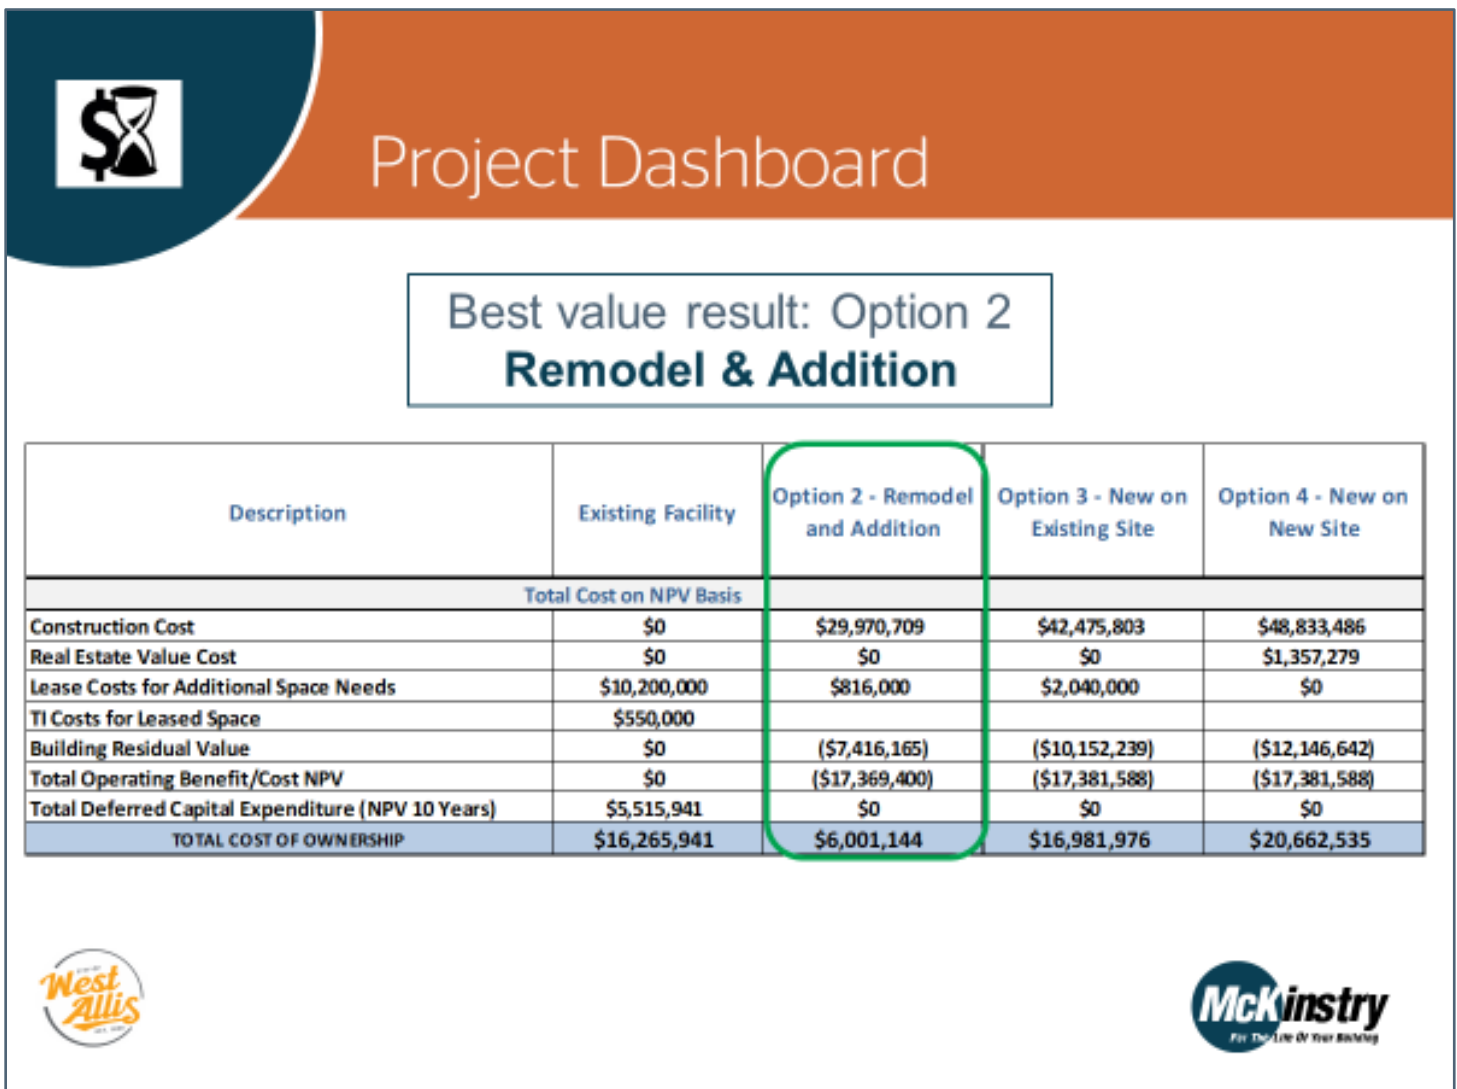 Project Dashboard
Best value result: Option 2
Remodel & Addition
Description Existing Facility Option 2 - Remodel and Addition Option 3 - New on Existing Site Option 4 - New on New Site
Total Cost on NPV Basis
Construction Cost $0 $29,970,709 $42,475,803 $48,833,486
Real Estate Value Cost $0 $0 $0 $1,357,279
Lease Costs for Additional Space Needs $10,200,000 $816,000 $2,040,000 $0
TI Costs for Leased Space $550,000
Building Residual Value $0 ($7,416,165) ($10,152,239) ($12,146,642)
Total Operating Benefit/Cost NPV $0 ($17,369,400) ($17,381,588) ($17,381,588)
Total Deferred Capital Expenditure (NPV 10 Years) $5,515,941 $0 $0 $0
TOTAL COST OF OWNERSHIP $16,265,941 $6,001,144 $16,981,976 $20,662,535
West
Allis
McKinstry
For The Life Of Your Building